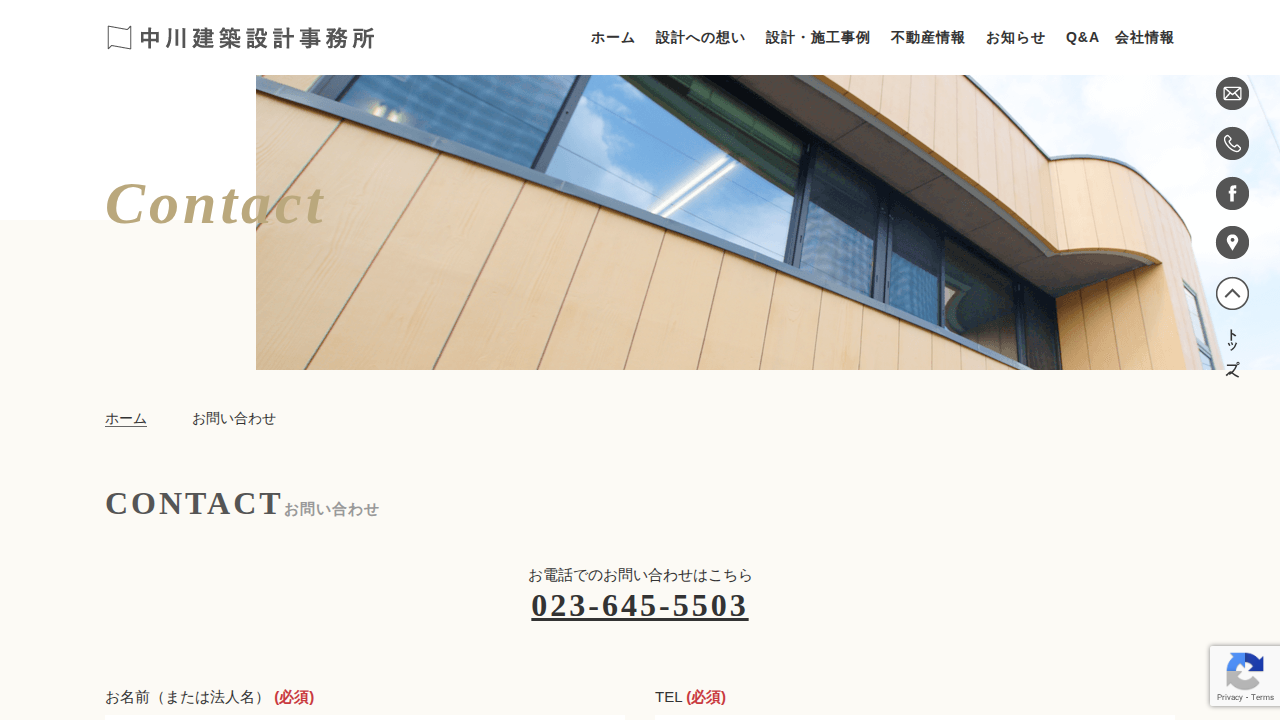 中川建築設計事務所
ホーム 設計への想い 設計・施工事例 不動産情報 お知らせ Q&A 会社情報
Contact
トップへ
ホーム お問い合わせ
CONTACT お問い合わせ
お電話でのお問い合わせはこちら
023-645-5503
お名前（または法人名） (必須) TEL (必須)
Privacy - Terms